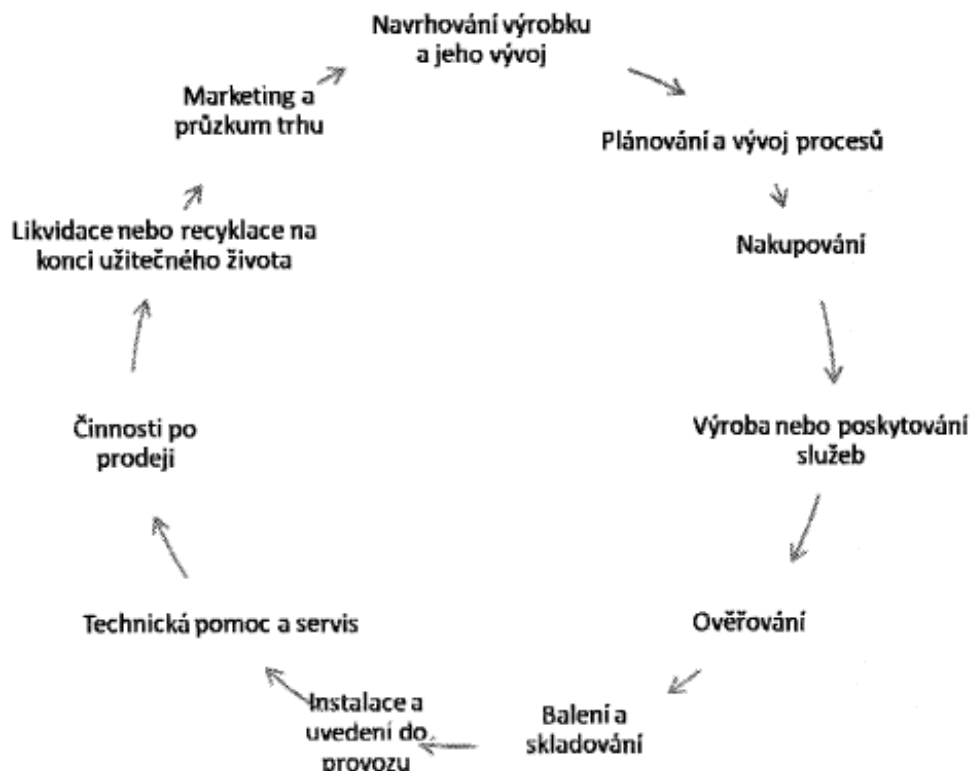 Navrhování výrobku
a jeho vývoj
Plánování a vývoj procesů
Nakupování
Výroba nebo poskytování
služeb
Ověřování
Balení a
skladování
Instalace a
uvedení do
provozu
Technická pomoc a servis
Činnosti po
prodeji
Likvidace nebo recyklace na
konci užitečného života
Marketing a
průzkum trhu